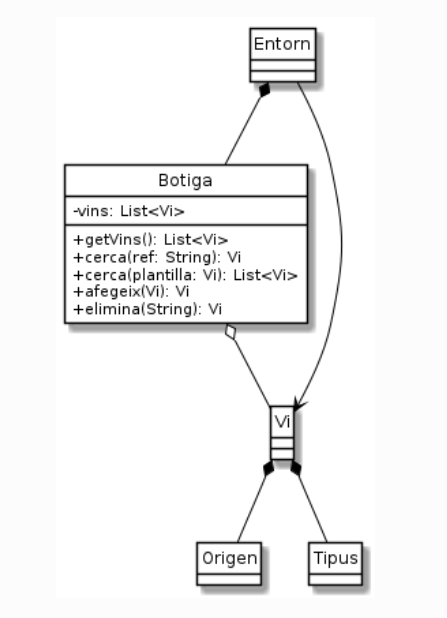 Entorn
Botiga
-vins: List<Vi>
+getVins(): List<Vi>
+cerca(ref: String): Vi
+cerca(plantilla: Vi): List<Vi>
+afegeix(Vi): Vi
+elimina(String): Vi
Vi
Origen
Tipus